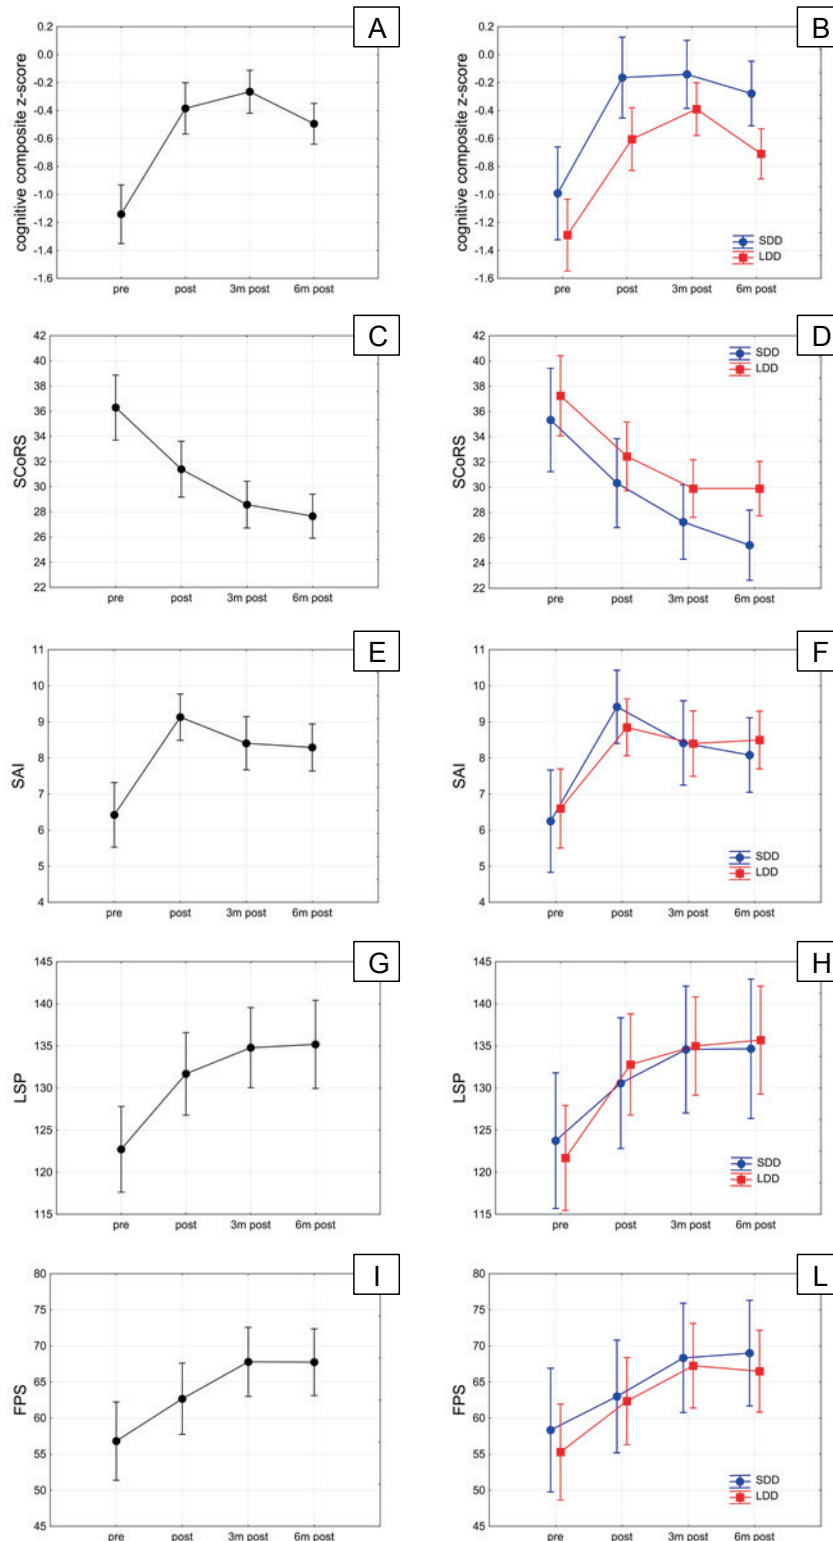 A
cognitive composite z-score
0.2
0.0
-0.2
-0.4
-0.6
-0.8
-1.0
-1.2
-1.4
-1.6
pre post 3m post 6m post
B
cognitive composite z-score
0.2
0.0
-0.2
-0.4
-0.6
-0.8
-1.0
-1.2
-1.4
-1.6
SDD
LDD
pre post 3m post 6m post
C
SCoRS
42
40
38
36
34
32
30
28
26
24
22
pre post 3m post 6m post
D
SCoRS
42
40
38
36
34
32
30
28
26
24
22
SDD
LDD
pre post 3m post 6m post
E
SAI
11
10
9
8
7
6
5
4
pre post 3m post 6m post
F
SAI
11
10
9
8
7
6
5
4
SDD
LDD
pre post 3m post 6m post
G
LSP
145
140
135
130
125
120
115
pre post 3m post 6m post
H
LSP
145
140
135
130
125
120
115
SDD
LDD
pre post 3m post 6m post
I
FPS
80
75
70
65
60
55
50
45
pre post 3m post 6m post
L
FPS
80
75
70
65
60
55
50
45
SDD
LDD
pre post 3m post 6m post